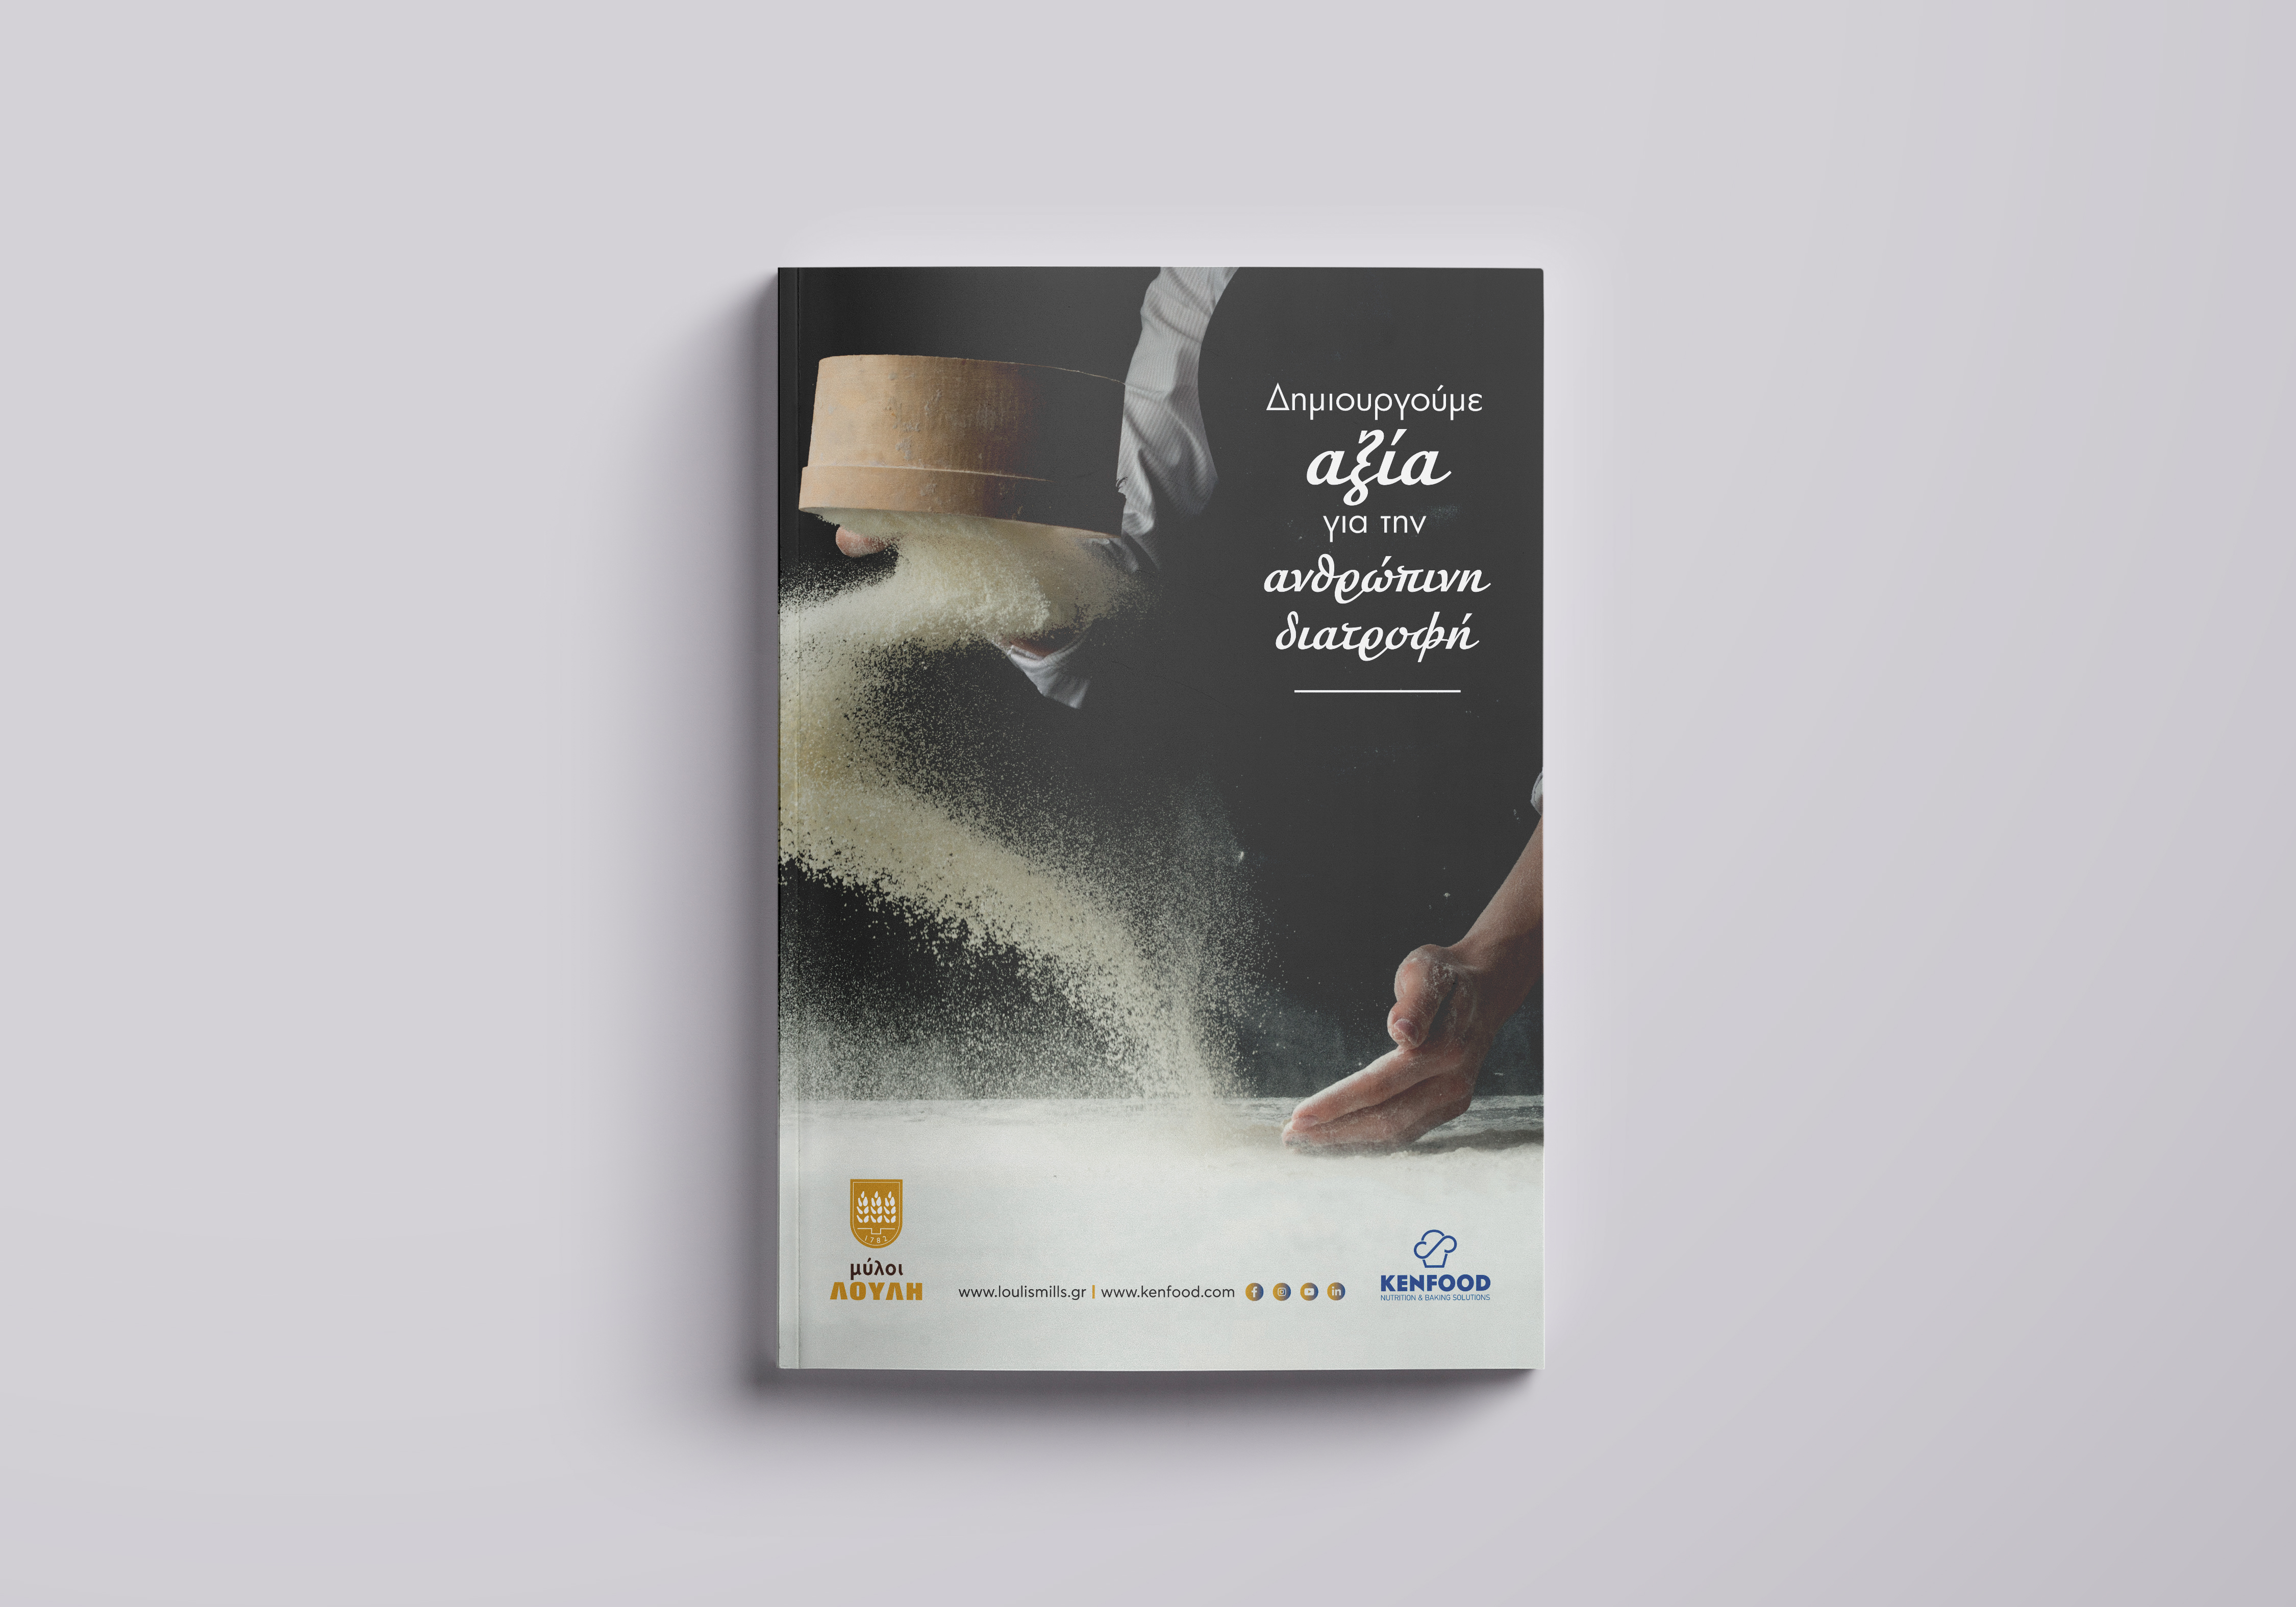 Δημιουργούμε
αξία
για την
ανθρώπινη
διατροφή
1782
μύλοι
ΛΟΥΛΗ
www.loulismills.gr | www.kenfood.com
KENFOOD
NUTRITION & BAKING SOLUTIONS